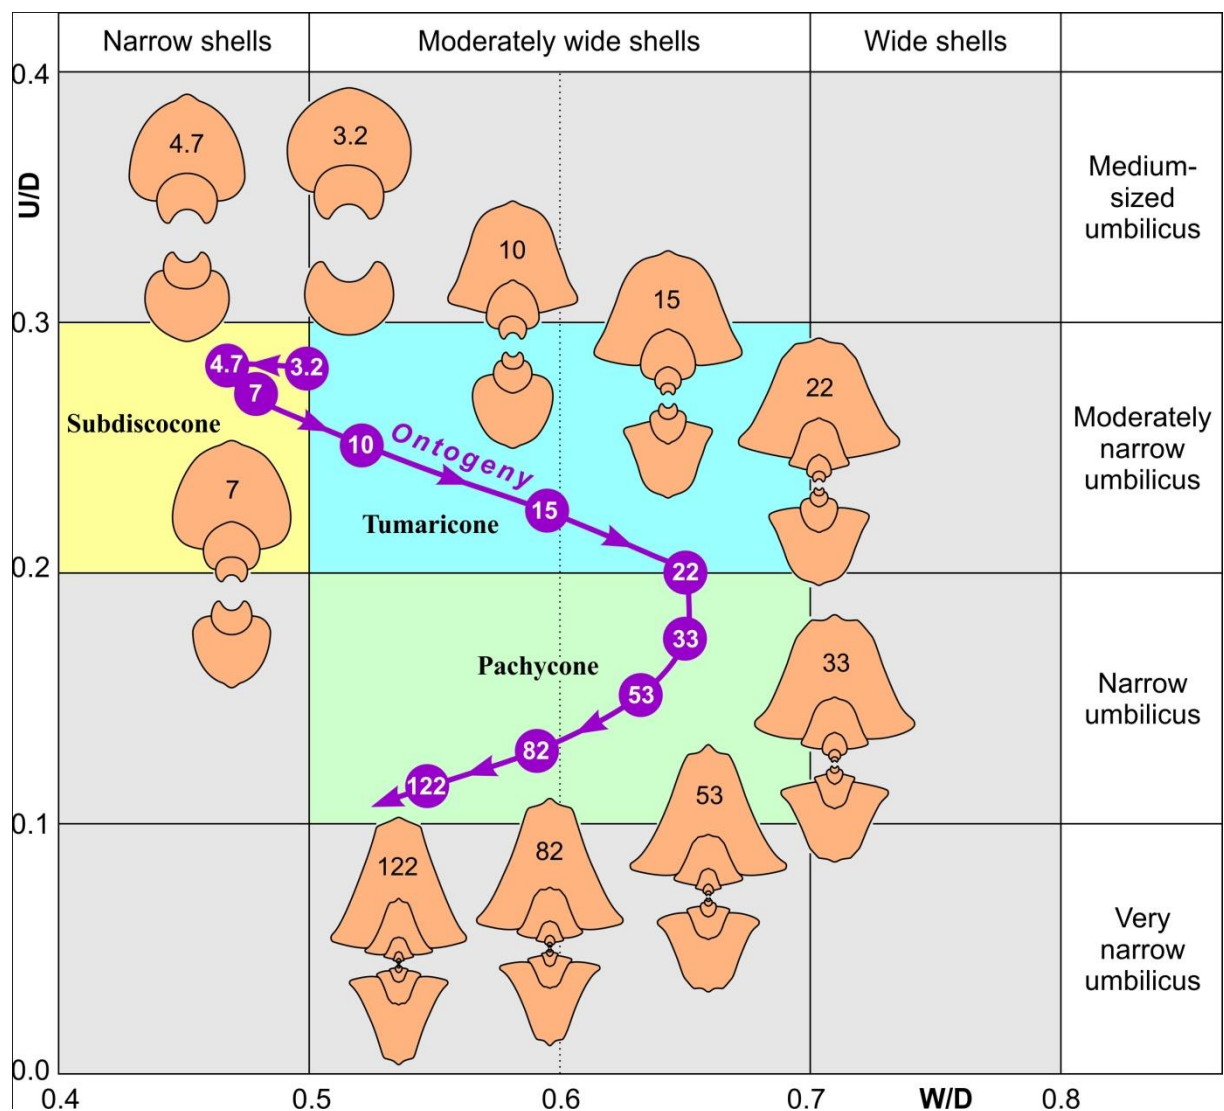 Narrow shells
Moderately wide shells
Wide shells
0.4
U/D
4.7
3.2
Medium-
sized
umbilicus
10
15
0.3
4.7
3.2
7
22
Subdiscocone
10
Ontogeny
Moderately
narrow
umbilicus
7
15
Tumaricone
0.2
22
33
Pachycone
33
53
Narrow
umbilicus
82
122
53
0.1
122
82
Very
narrow
umbilicus
0.0
0.4
0.5
0.6
0.7
W/D
0.8